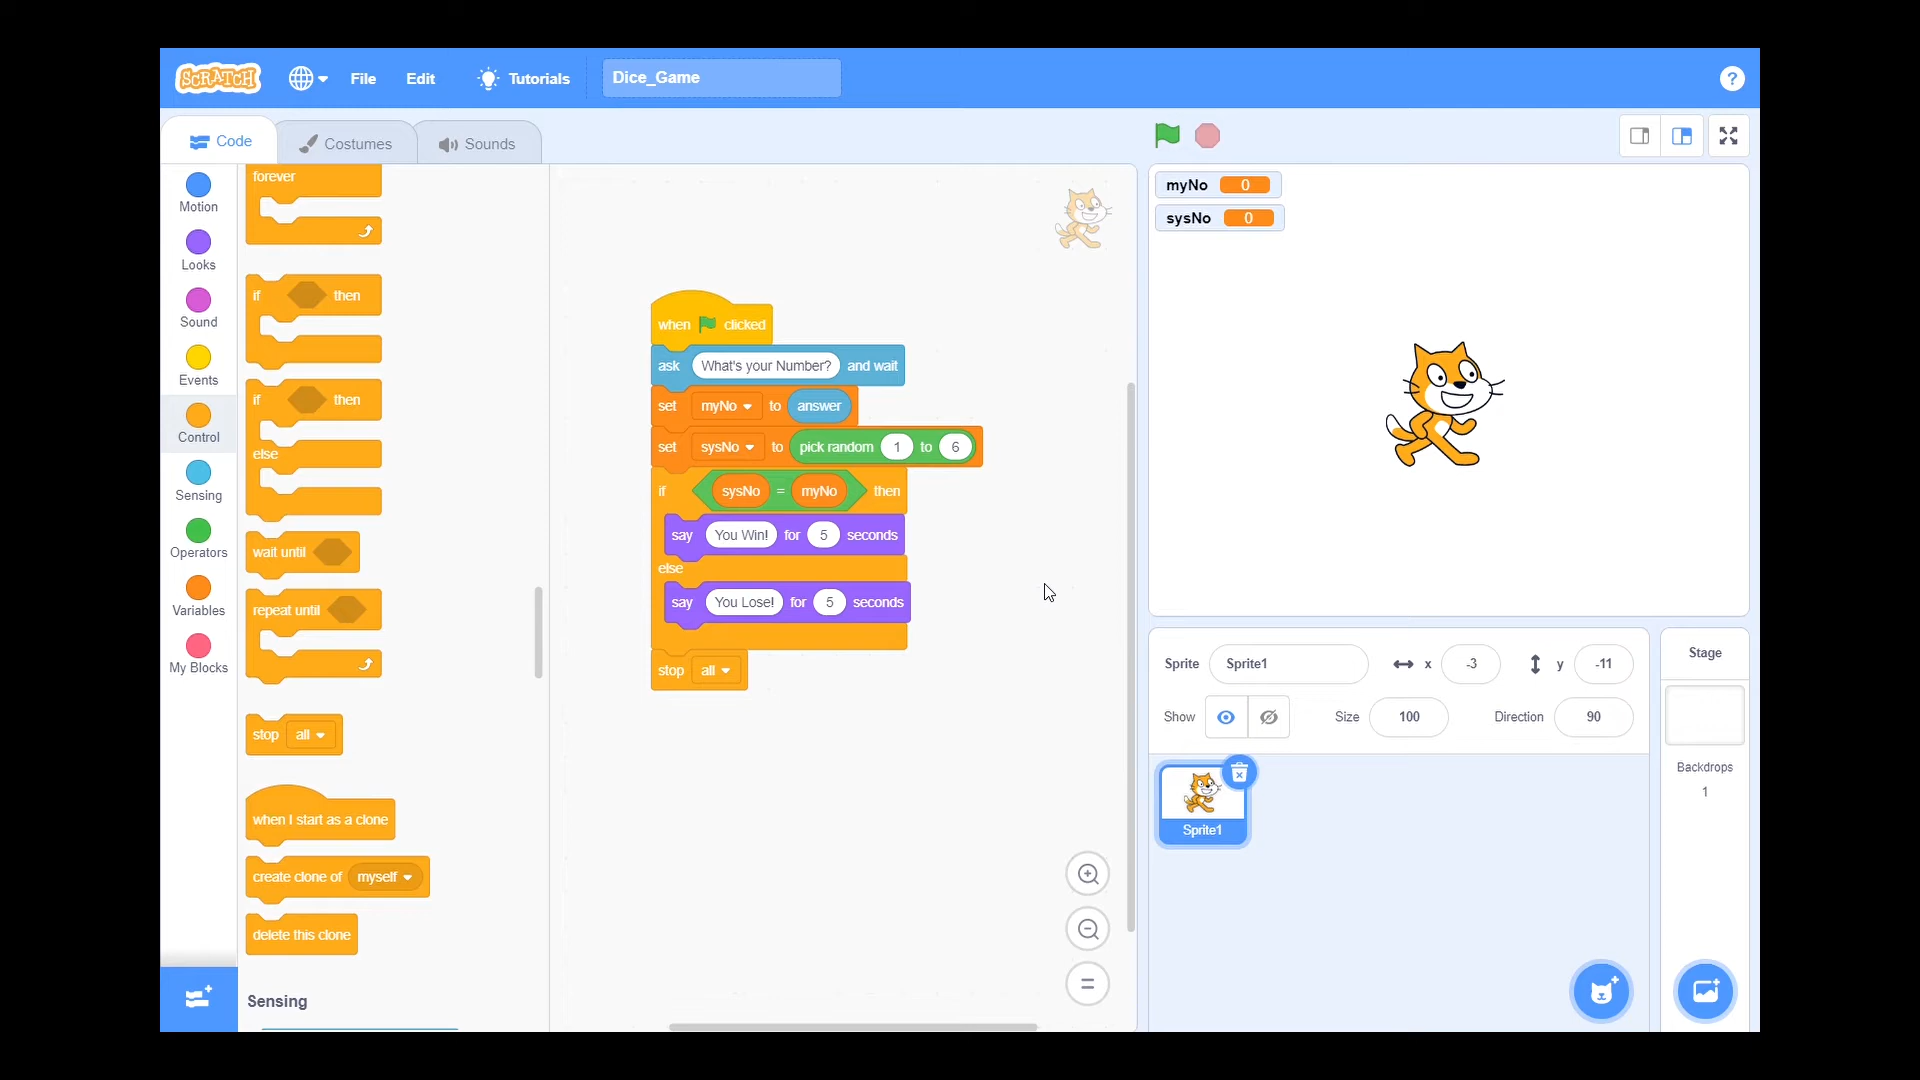 SCRATCH File Edit Tutorials Dice_Game ?
Code Costumes Sounds
Motion
Looks
Sound
Events
Control
Sensing
Operators
Variables
My Blocks
forever
if then
if then
else
wait until
repeat until
stop all
when I start as a clone
create clone of myself
delete this clone
Sensing
when clicked
ask What's your Number? and wait
set myNo to answer
set sysNo to pick random 1 to 6
if sysNo = myNo then
say You Win! for 5 seconds
else
say You Lose! for 5 seconds
stop all
myNo 0
sysNo 0
Sprite Sprite1 x -3 y -11
Show Size 100 Direction 90
Sprite1
Stage
Backdrops
1